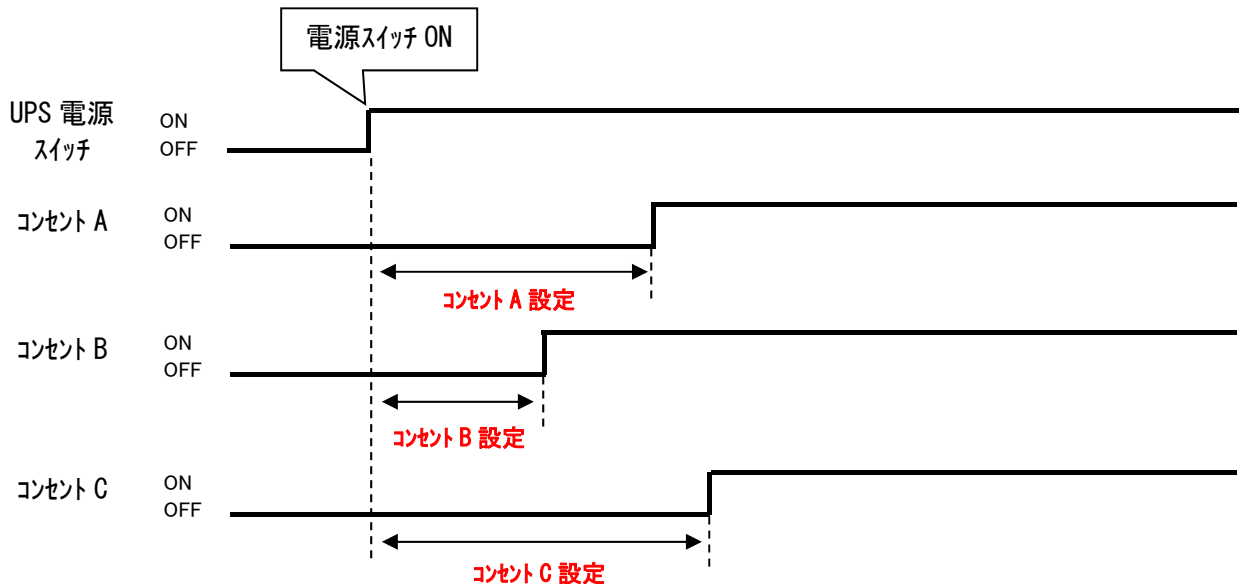 電源ｽｲｯﾁ ON
UPS 電源
ｽｲｯﾁ
ON
OFF
ｺﾝｾﾝﾄ A
ON
OFF
ｺﾝｾﾝﾄ A 設定
ｺﾝｾﾝﾄ B
ON
OFF
ｺﾝｾﾝﾄ B 設定
ｺﾝｾﾝﾄ C
ON
OFF
ｺﾝｾﾝﾄ C 設定